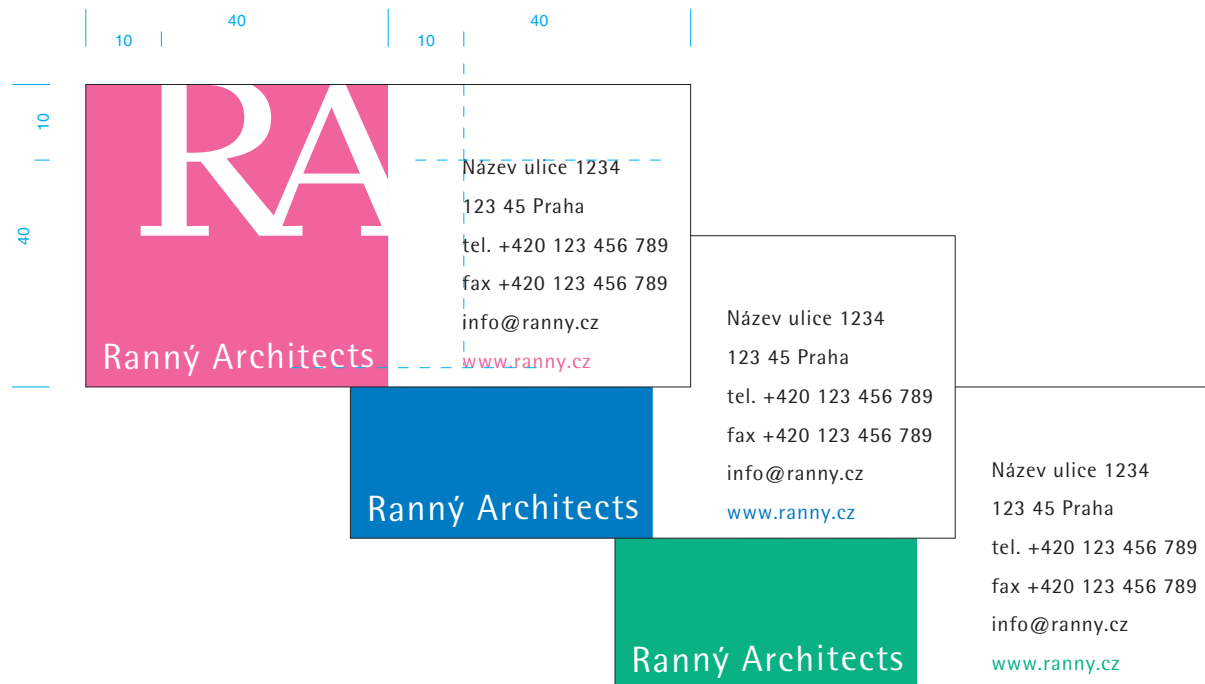 40
40
10
10
10
40
RA
Název ulice 1234
123 45 Praha
tel. +420 123 456 789
fax +420 123 456 789
info@ranny.cz
www.ranny.cz
Ranný Architects
Název ulice 1234
123 45 Praha
tel. +420 123 456 789
fax +420 123 456 789
info@ranny.cz
www.ranny.cz
Ranný Architects
Název ulice 1234
123 45 Praha
tel. +420 123 456 789
fax +420 123 456 789
info@ranny.cz
www.ranny.cz
Ranný Architects